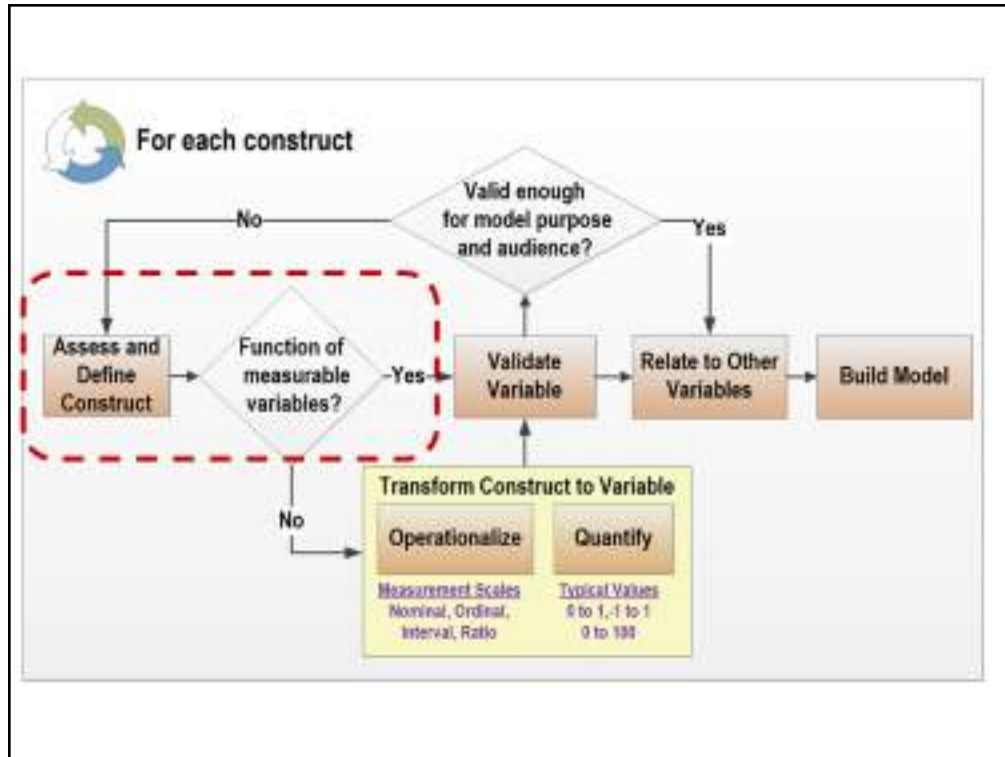 For each construct
Valid enough
for model purpose
and audience?
No
Yes
Assess and
Define
Construct
Function of
measurable
variables?
Yes
Validate
Variable
Relate to Other
Variables
Build Model
No
Transform Construct to Variable
Operationalize
Quantify
Measurement Scales
Nominal, Ordinal,
Interval, Ratio
Typical Values
0 to 1,-1 to 1
0 to 100